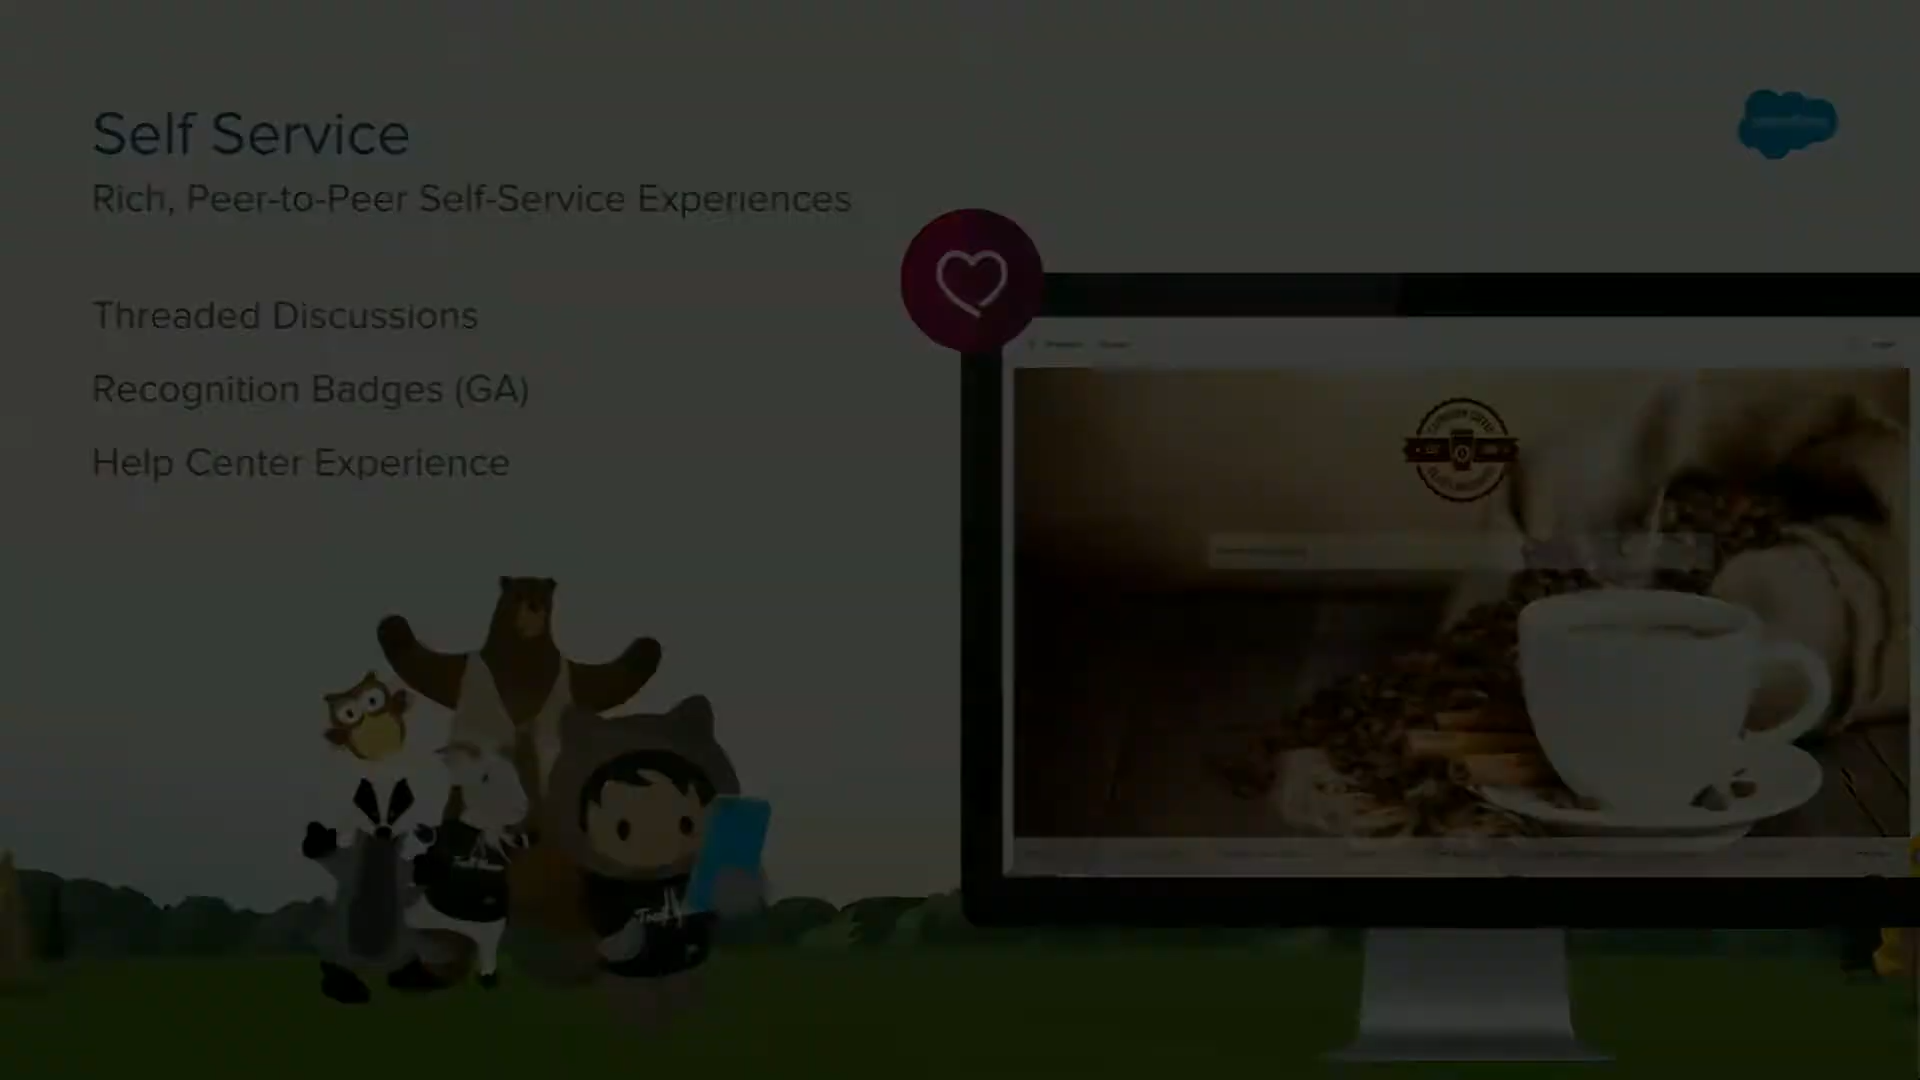 Self Service
Rich, Peer-to-Peer Self-Service Experiences
Threaded Discussions
Recognition Badges (GA)
Help Center Experience